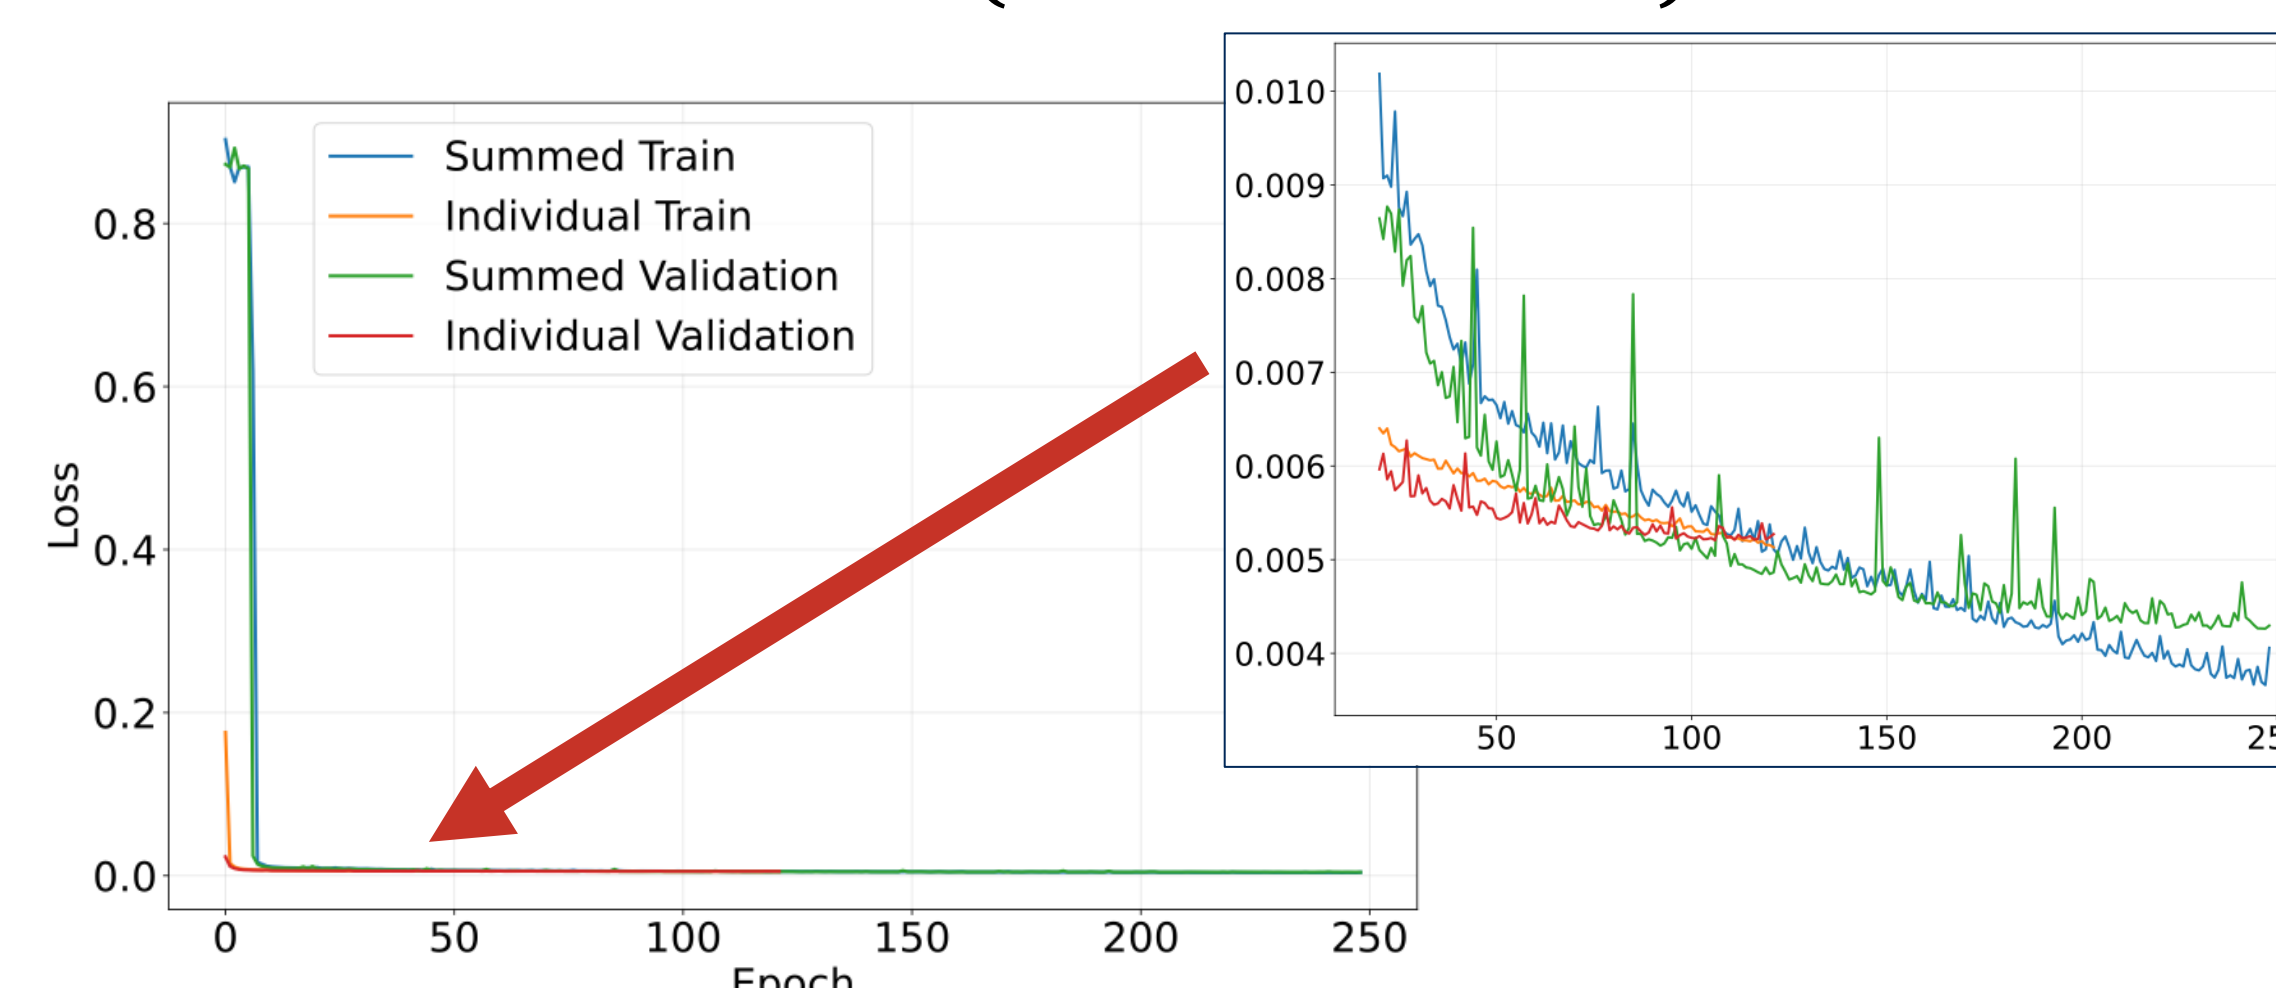 (                    )
Summed Train
Individual Train
Summed Validation
Individual Validation
0.8
0.6
0.4
0.2
0.0
Loss
0 50 100 150 200 250
Epoch
0.010
0.009
0.008
0.007
0.006
0.005
0.004
50 100 150 200